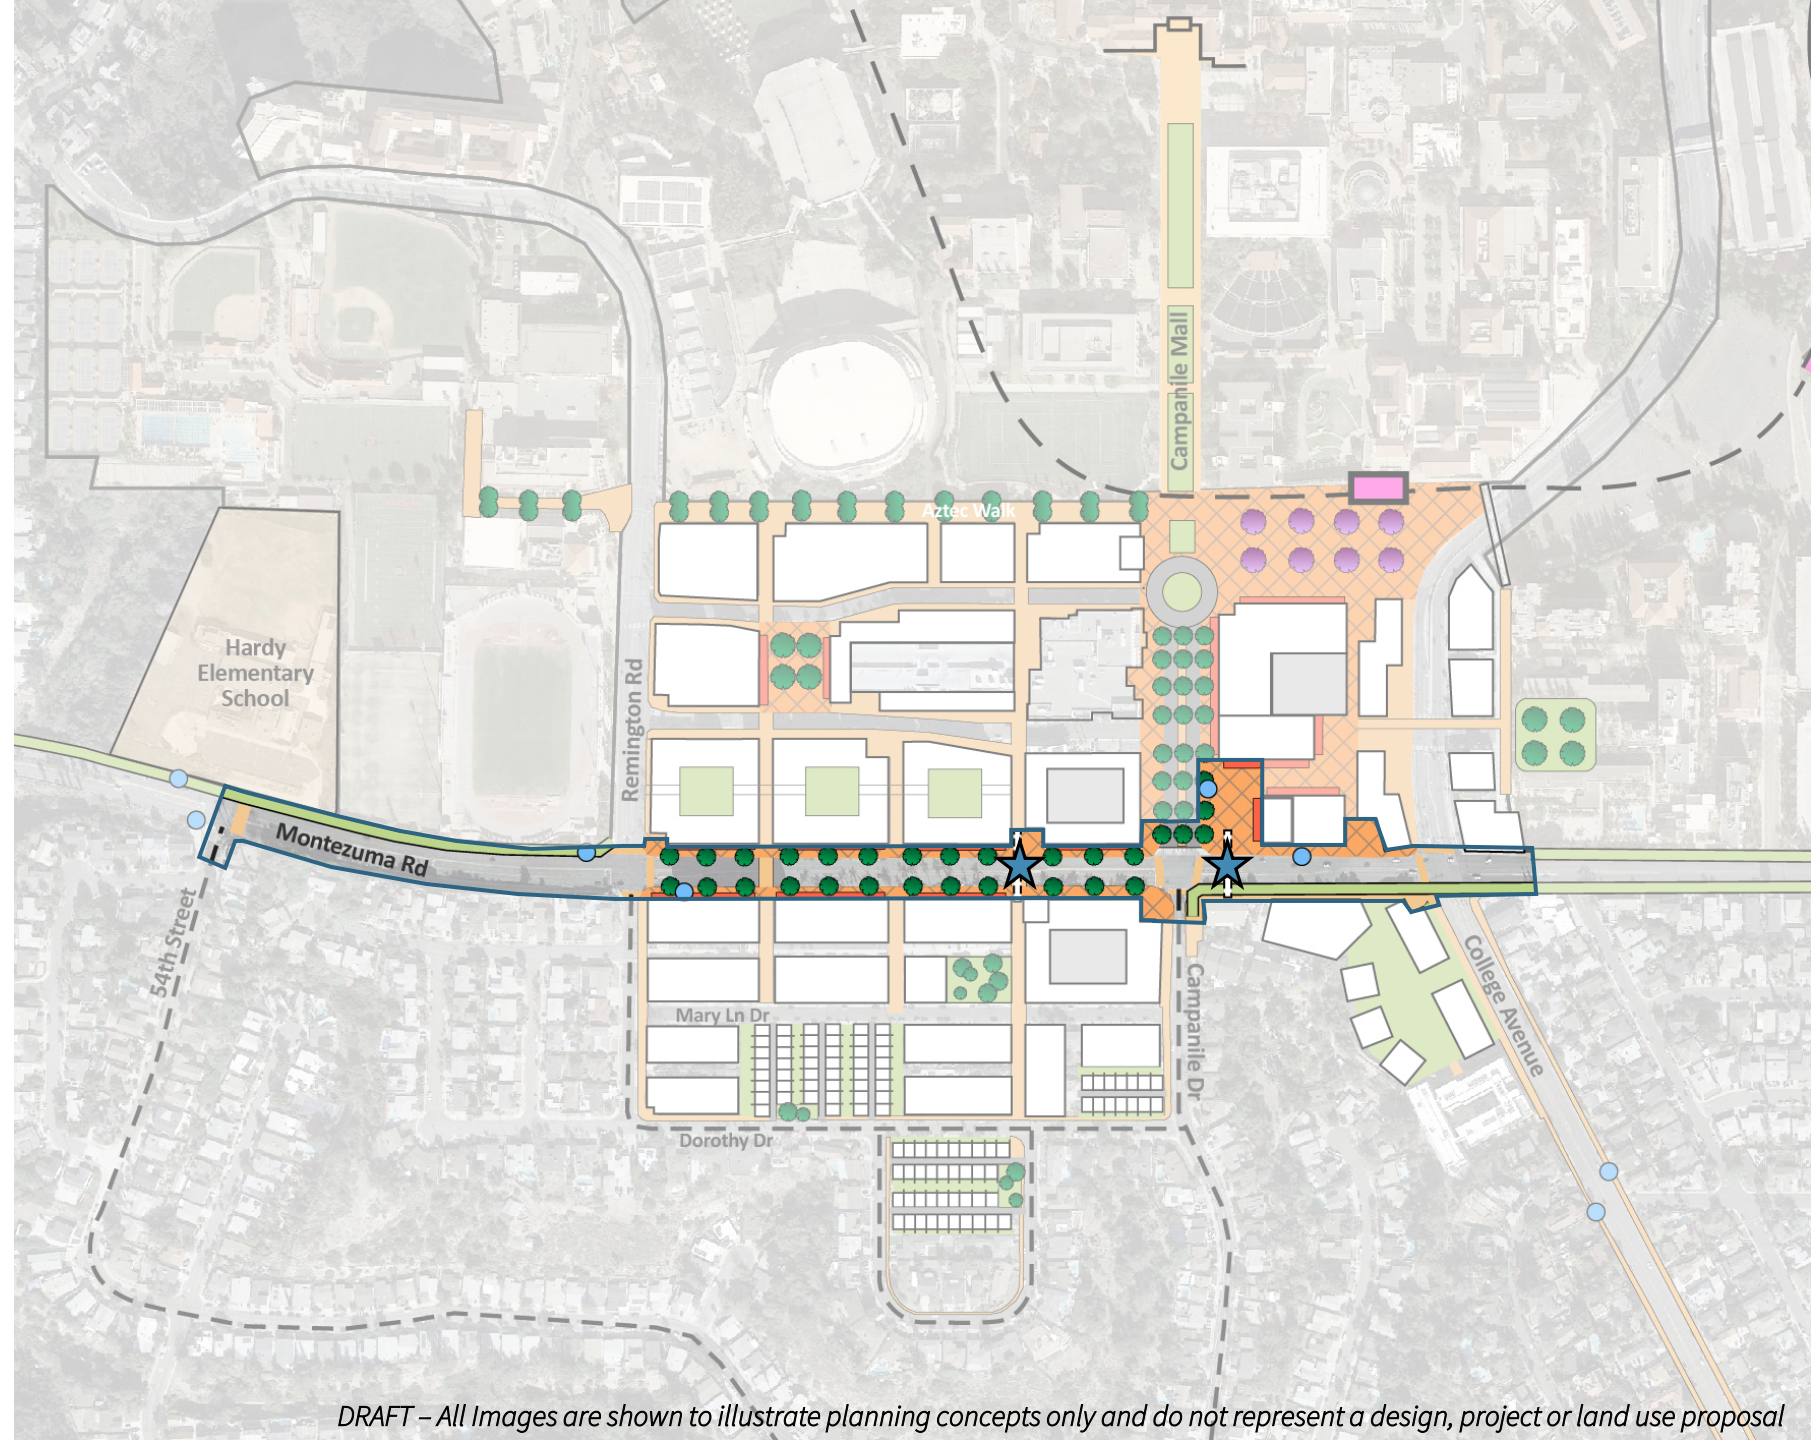 Campanile Mall
Aztec Walk
Hardy
Elementary
School
Remington Rd
Montezuma Rd
54th Street
Mary Ln Dr
Campanile Dr
College Avenue
Dorothy Dr
DRAFT – All Images are shown to illustrate planning concepts only and do not represent a design, project or land use proposal